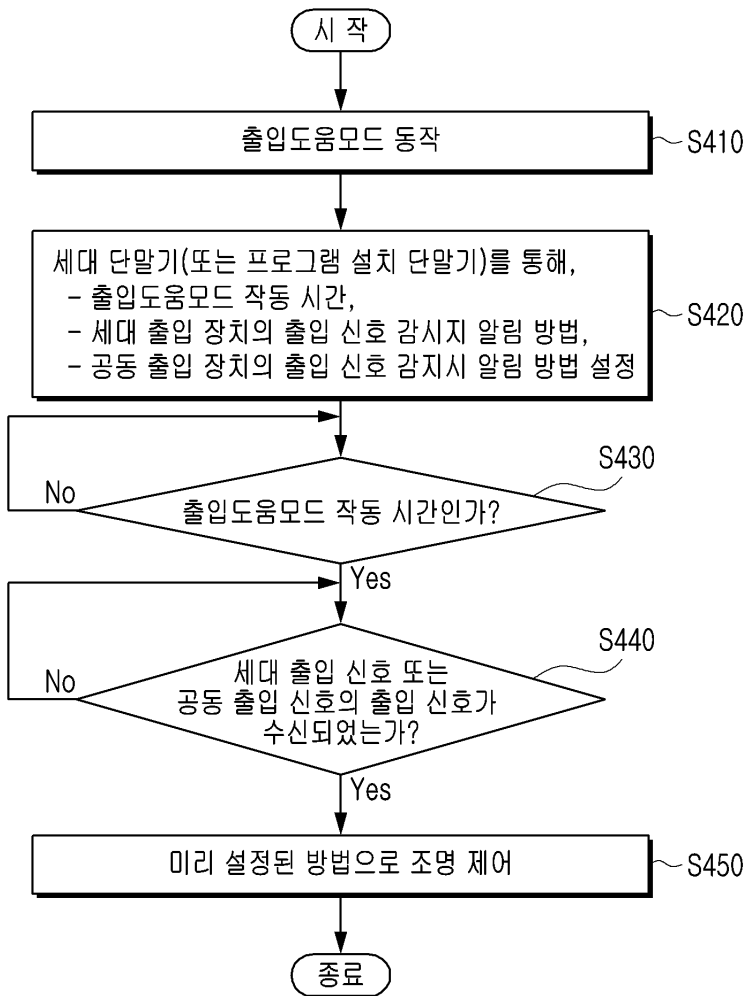 시 작
출입도움모드 동작
S410
세대 단말기(또는 프로그램 설치 단말기)를 통해,
– 출입도움모드 작동 시간,
– 세대 출입 장치의 출입 신호 감시지 알림 방법,
– 공동 출입 장치의 출입 신호 감지시 알림 방법 설정
S420
S430
No
출입도움모드 작동 시간인가?
Yes
S440
No
세대 출입 신호 또는
공동 출입 신호의 출입 신호가
수신되었는가?
Yes
미리 설정된 방법으로 조명 제어
S450
종료